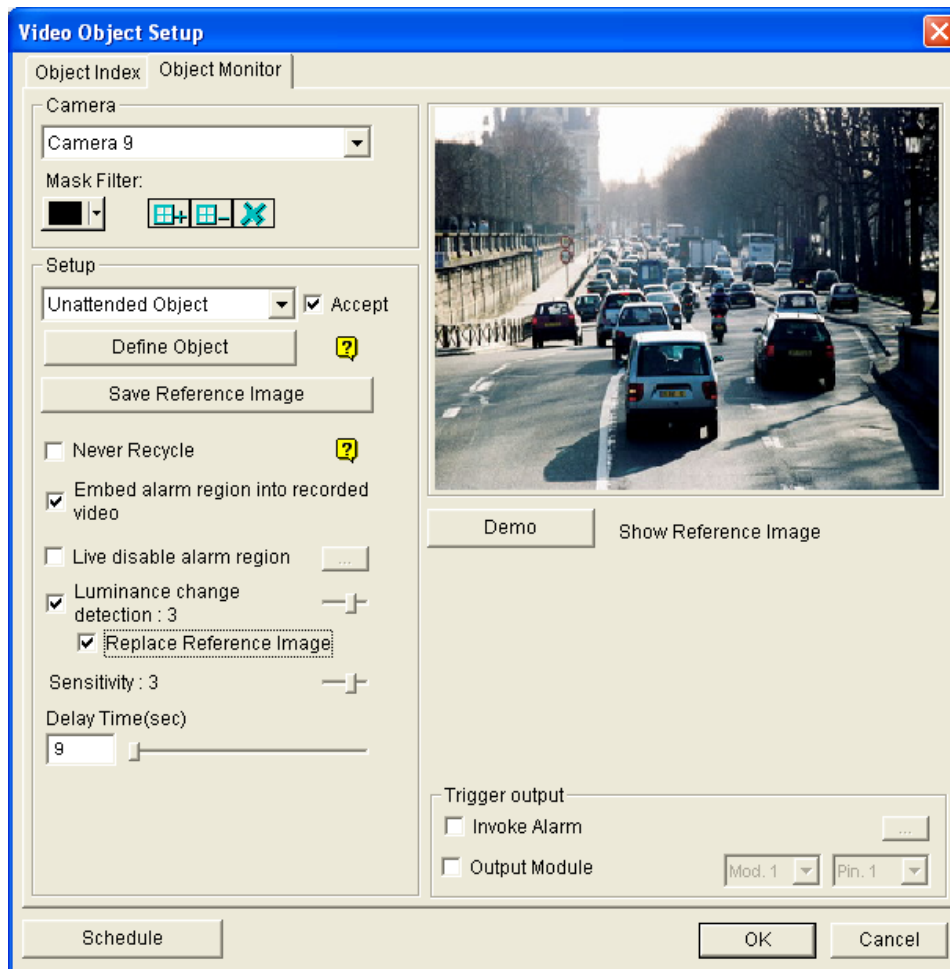 Video Object Setup
Object Index
Object Monitor
Camera
Camera 9
Mask Filter:
Setup
Unattended Object
Accept
Define Object
?
Save Reference Image
Never Recycle
?
Embed alarm region into recorded
video
Live disable alarm region
...
Luminance change
detection : 3
Replace Reference Image
Sensitivity : 3
Delay Time(sec)
9
Demo
Show Reference Image
Trigger output
Invoke Alarm
...
Output Module
Mod. 1
Pin. 1
Schedule
OK
Cancel